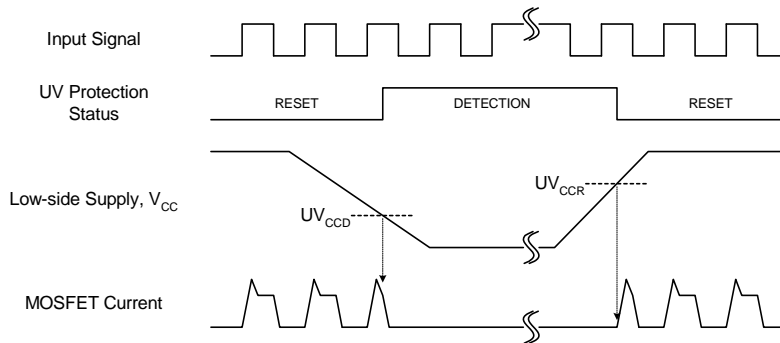 Input Signal
UV Protection
Status
RESET
DETECTION
RESET
Low-side Supply, VCC
UVCCD
UVCCR
MOSFET Current